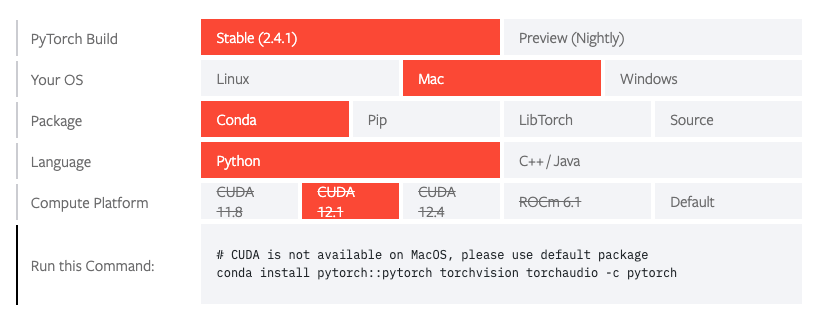 PyTorch Build Stable (2.4.1) Preview (Nightly)
Your OS Linux Mac Windows
Package Conda Pip LibTorch Source
Language Python C++ / Java
Compute Platform CUDA 11.8 CUDA 12.1 CUDA 12.4 ROCm 6.1 Default
Run this Command:
# CUDA is not available on MacOS, please use default package
conda install pytorch::pytorch torchvision torchaudio -c pytorch